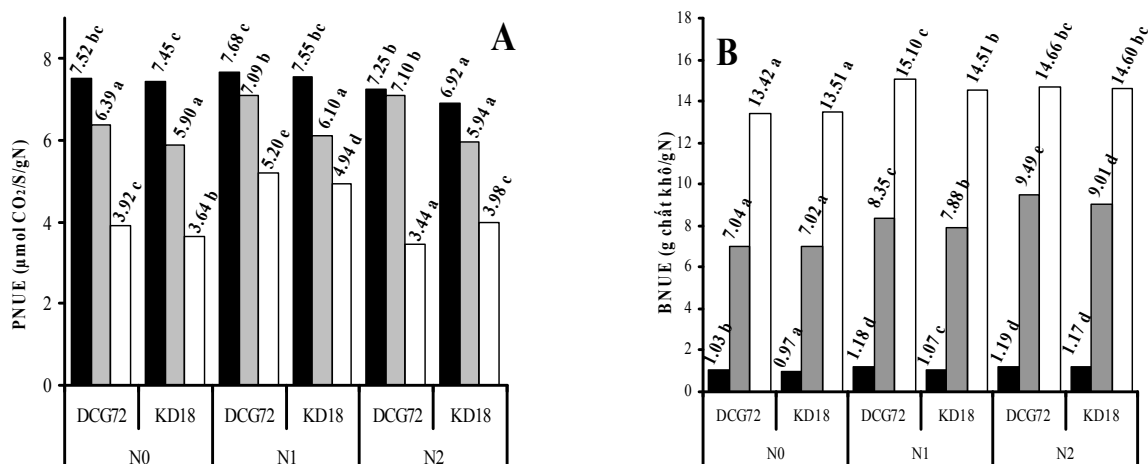 A
PNUE (µmol CO2/S/gN)
8
6
4
2
0
7.52 bc
6.39 a
3.92 c
7.45 c
5.90 a
3.64 b
7.68 c
7.09 b
5.20 e
7.55 bc
6.10 a
4.94 d
7.25 b
7.10 b
3.44 a
6.92 a
5.94 a
3.98 c
DCG72 KD18 DCG72 KD18 DCG72 KD18
N0 N1 N2
B
BNUE (g chát khô/gN)
18
16
14
12
10
8
6
4
2
0
1.03 b
7.04 a
13.42 a
0.97 a
7.02 a
13.51 a
1.18 d
8.35 c
15.10 c
1.07 c
7.88 b
14.51 b
1.19 d
9.49 c
14.66 bc
1.17 d
9.01 d
14.60 bc
DCG72 KD18 DCG72 KD18 DCG72 KD18
N0 N1 N2